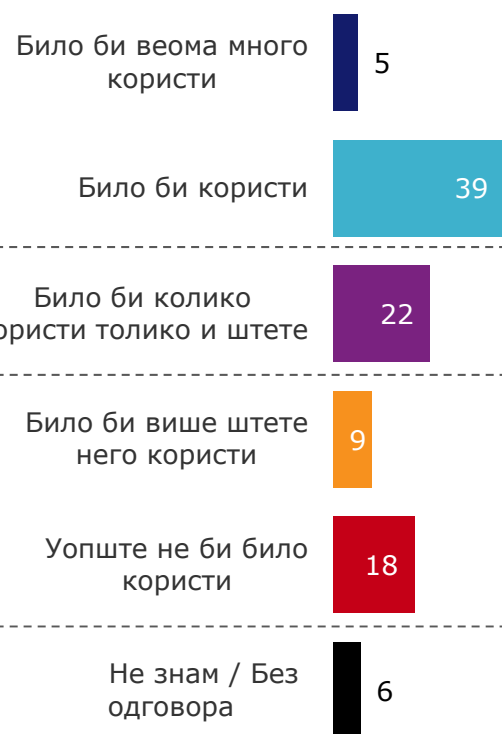 Било би веома много
користи
5
Било би користи
39
Било би колико
ористи толико и штете
22
Било би више штете
него користи
9
Уопште не би било
користи
18
Не знам / Без
одговора
6